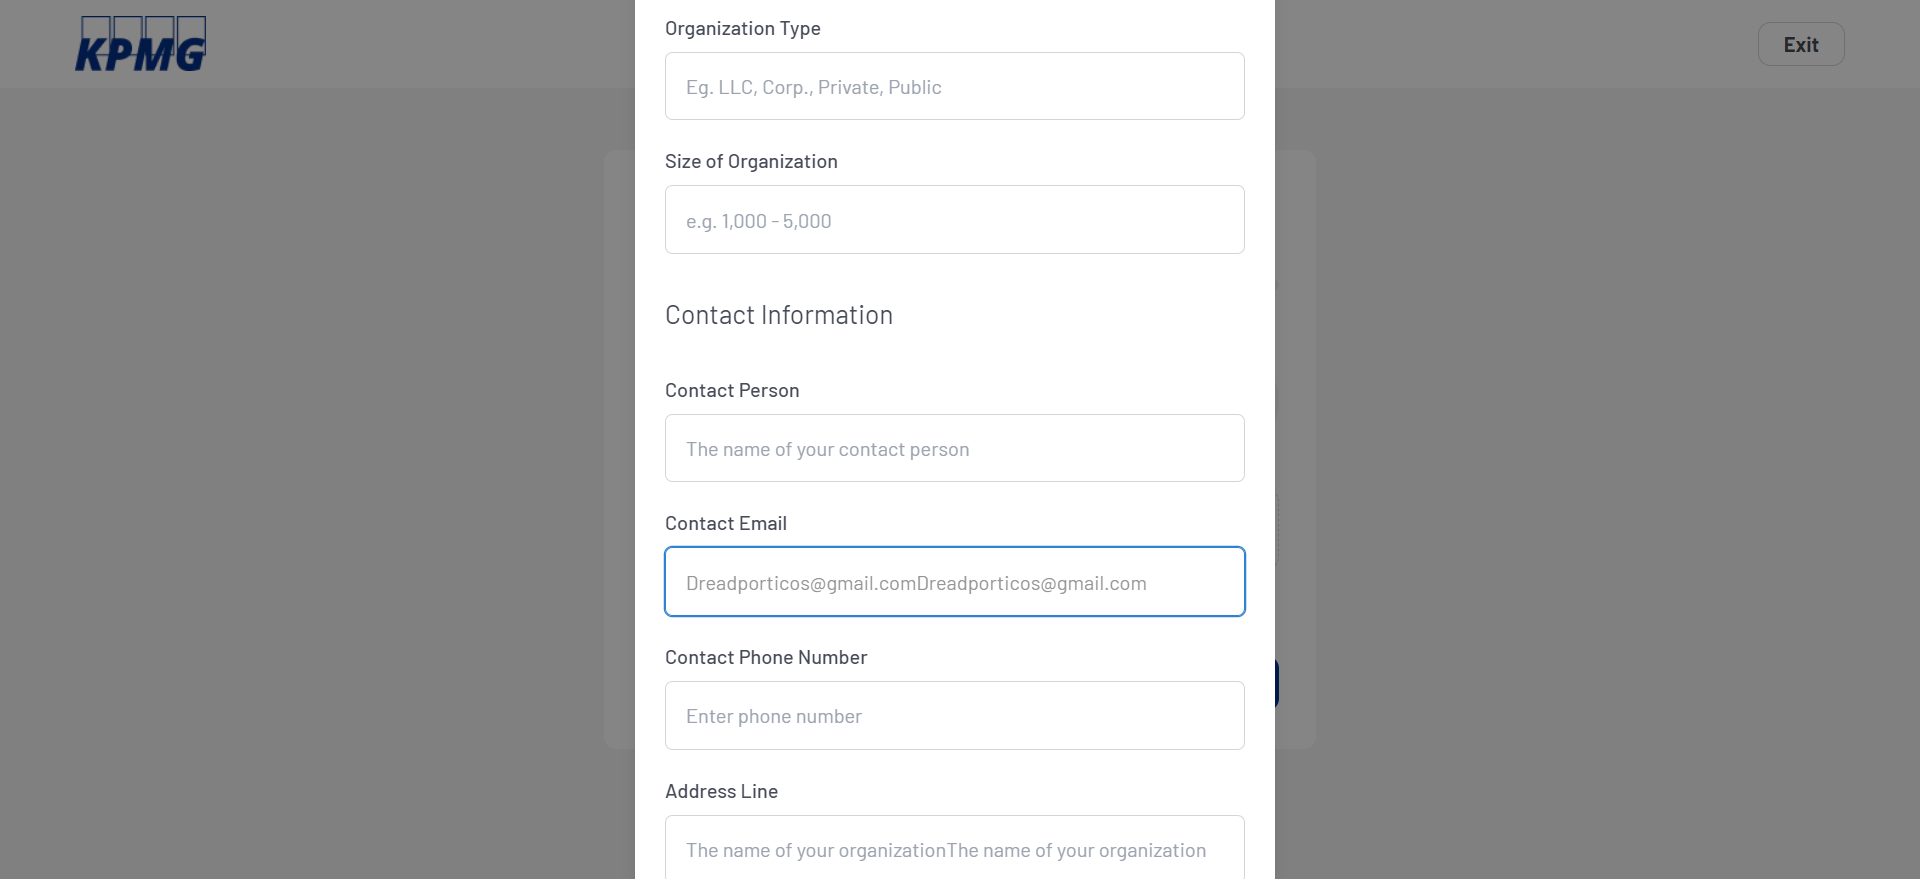 KPMG
Exit
Organization Type
Eg. LLC, Corp., Private, Public
Size of Organization
e.g. 1,000 - 5,000
Contact Information
Contact Person
The name of your contact person
Contact Email
Dreadporticos@gmail.comDreadporticos@gmail.com
Contact Phone Number
Enter phone number
Address Line
The name of your organizationThe name of your organization